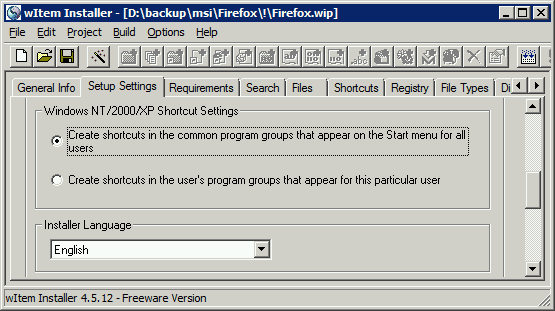 wItem Installer - [D:\backup\msi\Firefox\!\Firefox.wip]
File Edit Project Build Options Help
General Info Setup Settings Requirements Search Files Shortcuts Registry File Types Di
Windows NT/2000/XP Shortcut Settings
Create shortcuts in the common program groups that appear on the Start menu for all
users
Create shortcuts in the user's program groups that appear for this particular user
Installer Language
English
wItem Installer 4.5.12 - Freeware Version